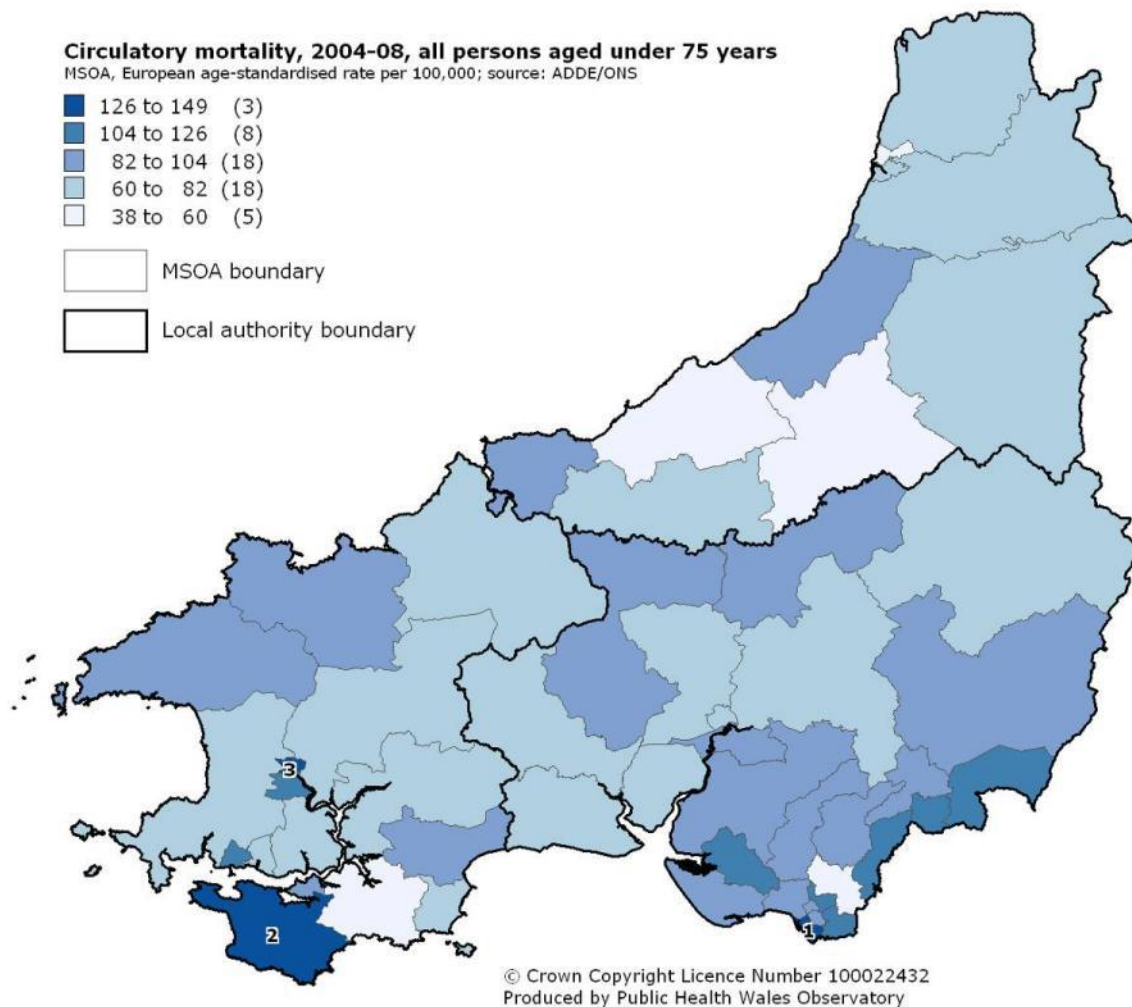 Circulatory mortality, 2004-08, all persons aged under 75 years
MSOA, European age-standardised rate per 100,000; source: ADDE/ONS
126 to 149 (3)
104 to 126 (8)
82 to 104 (18)
60 to 82 (18)
38 to 60 (5)
MSOA boundary
Local authority boundary
3
2
1
© Crown Copyright Licence Number 100022432
Produced by Public Health Wales Observatory